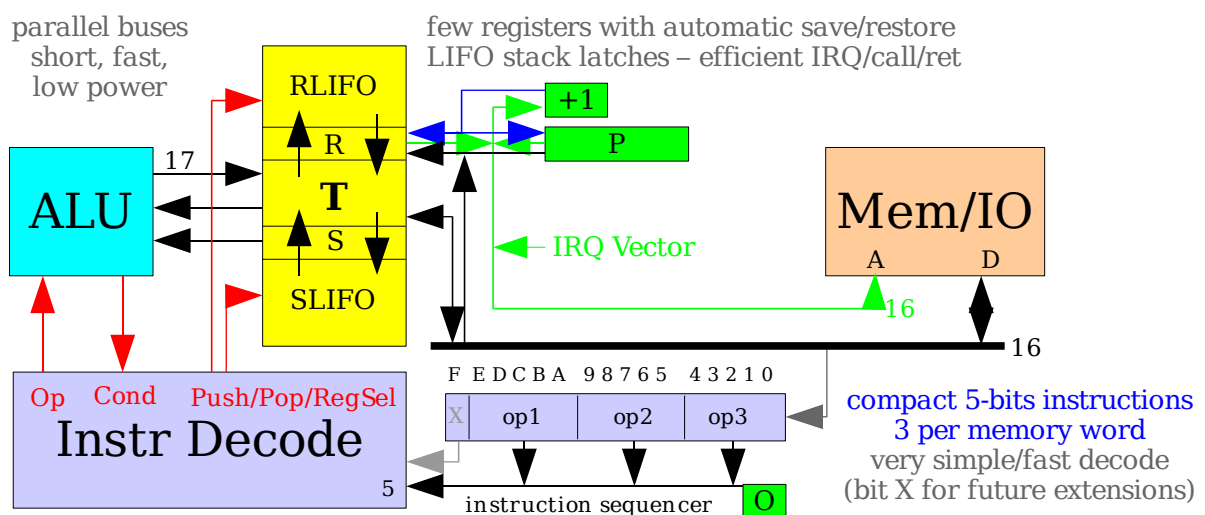 parallel buses
short, fast,
low power
few registers with automatic save/restore
LIFO stack latches – efficient IRQ/call/ret
RLIFO
+1
R
P
17
ALU
T
Mem/IO
S
IRQ Vector
A D
SLIFO
16
16
F E D C B A 9 8 7 6 5 4 3 2 1 0
Op Cond Push/Pop/RegSel
X op1 op2 op3
compact 5-bits instructions
3 per memory word
Instr Decode
very simple/fast decode
5
(bit X for future extensions)
instruction sequencer
O